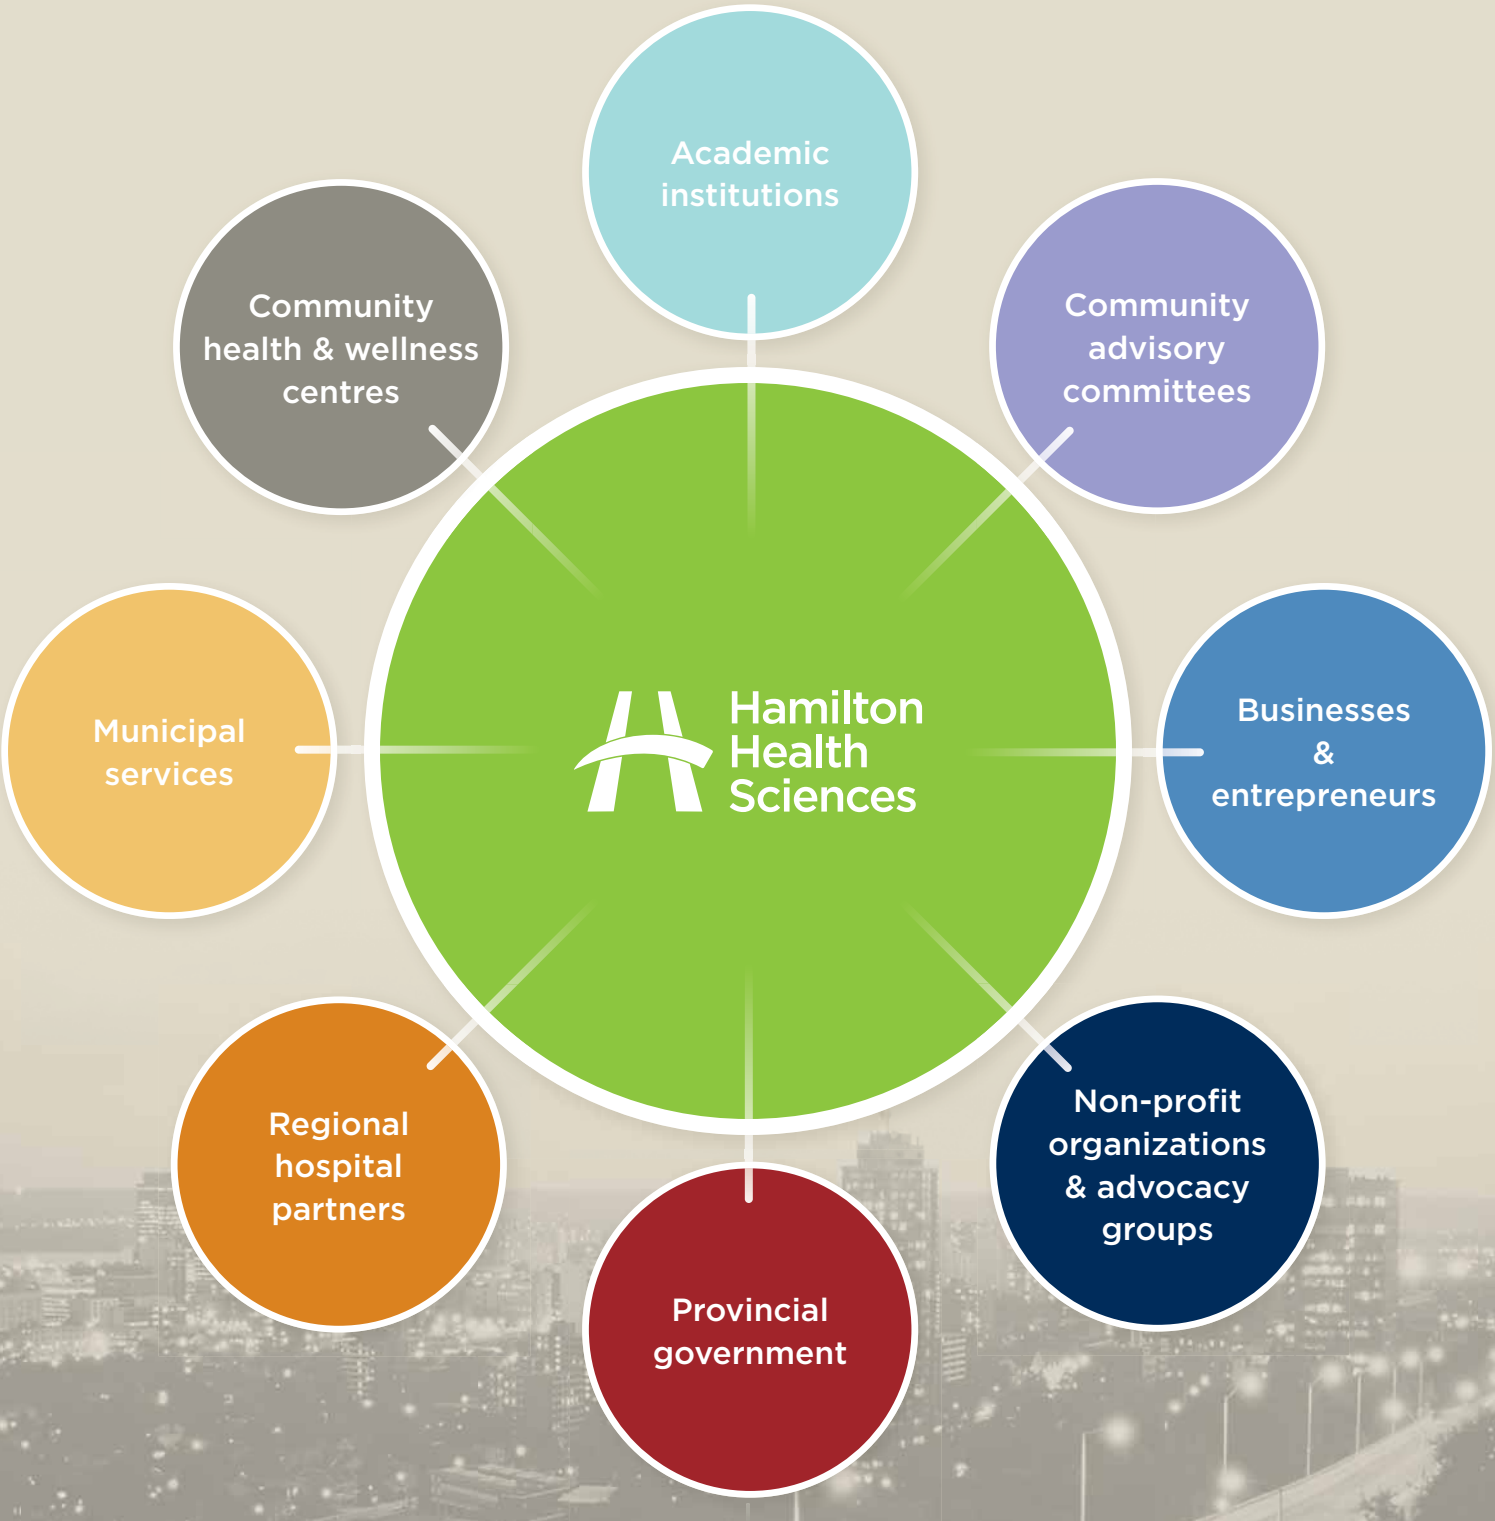 Academic
institutions
Community
advisory
committees
Businesses
&
entrepreneurs
Non-profit
organizations
& advocacy
groups
Provincial
government
Regional
hospital
partners
Municipal
services
Community
health & wellness
centres
Hamilton
Health
Sciences